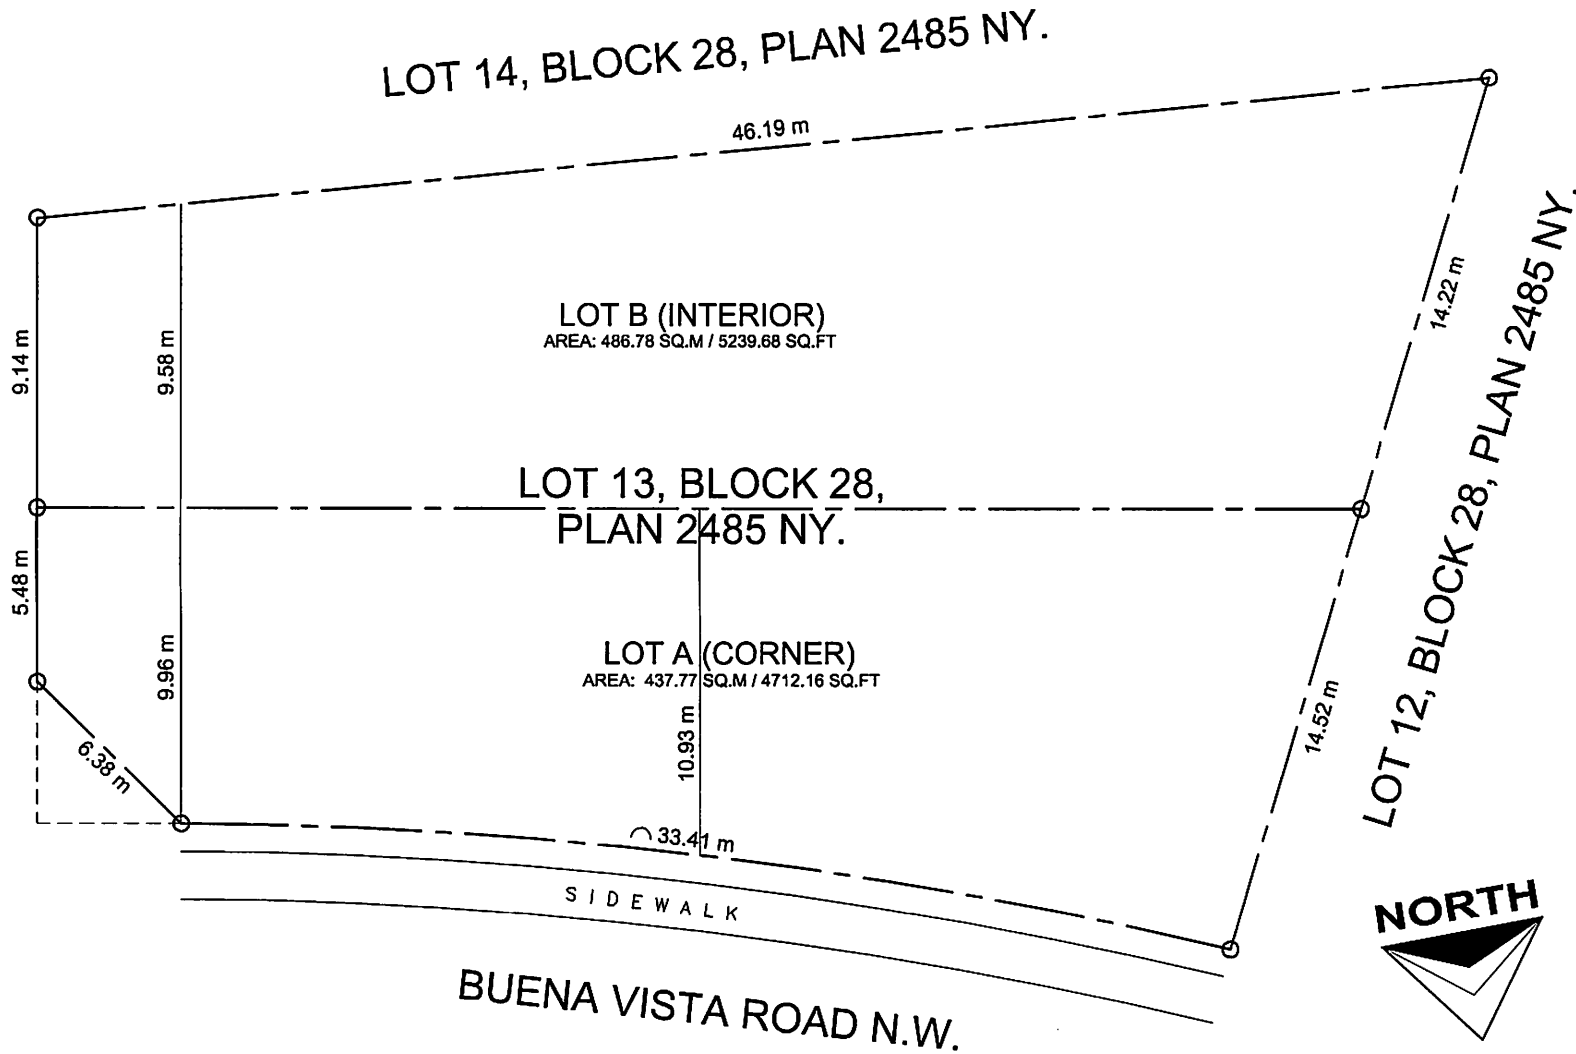 LOT 14, BLOCK 28, PLAN 2485 NY.
46.19 m
LOT B (INTERIOR)
AREA: 486.78 SQ.M / 5239.68 SQ.FT
9.14 m
9.58 m
14.22 m
LOT 13, BLOCK 28,
PLAN 2485 NY.
LOT 12, BLOCK 28, PLAN 2485 NY.
5.48 m
9.96 m
LOT A (CORNER)
AREA: 437.77 SQ.M / 4712.16 SQ.FT
10.93 m
14.52 m
6.38 m
33.41 m
SIDEWALK
NORTH
BUENA VISTA ROAD N.W.